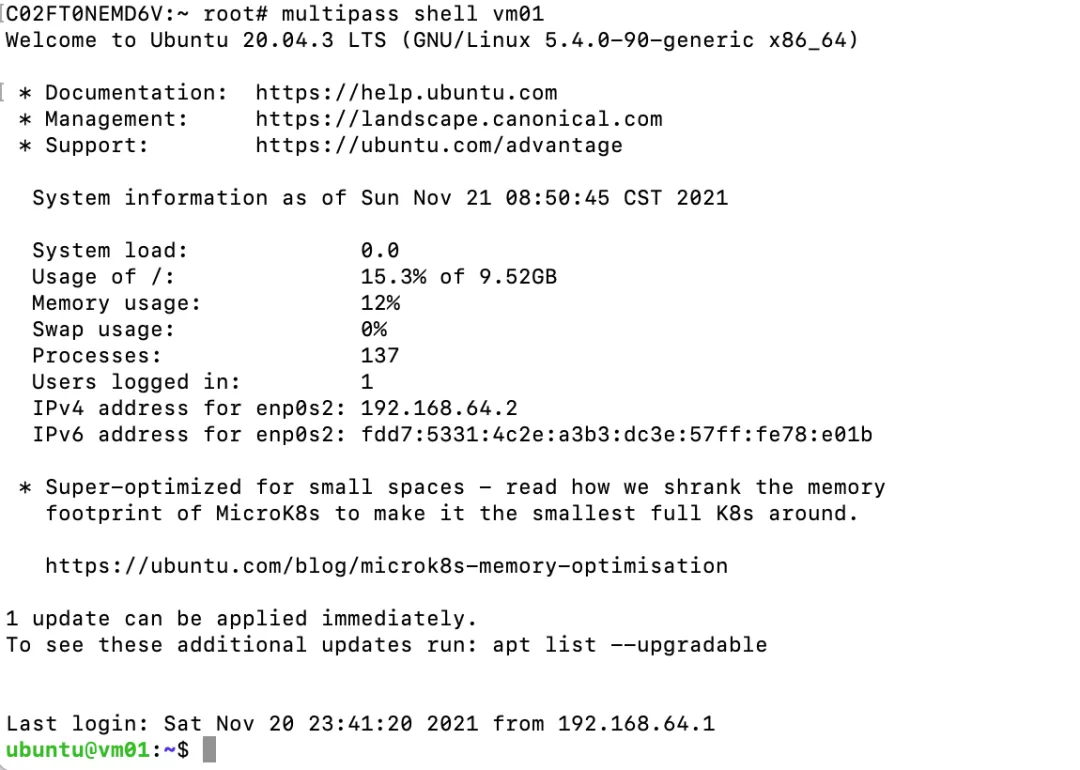 C02FT0NEMD6V:~ root# multipass shell vm01
Welcome to Ubuntu 20.04.3 LTS (GNU/Linux 5.4.0-90-generic x86_64)
* Documentation:  https://help.ubuntu.com
* Management:     https://landscape.canonical.com
* Support:        https://ubuntu.com/advantage
System information as of Sun Nov 21 08:50:45 CST 2021
System load:             0.0
Usage of /:              15.3% of 9.52GB
Memory usage:            12%
Swap usage:              0%
Processes:               137
Users logged in:         1
IPv4 address for enp0s2: 192.168.64.2
IPv6 address for enp0s2: fdd7:5331:4c2e:a3b3:dc3e:57ff:fe78:e01b
* Super-optimized for small spaces - read how we shrank the memory
footprint of MicroK8s to make it the smallest full K8s around.
https://ubuntu.com/blog/microk8s-memory-optimisation
1 update can be applied immediately.
To see these additional updates run: apt list --upgradable
Last login: Sat Nov 20 23:41:20 2021 from 192.168.64.1
ubuntu@vm01:~$